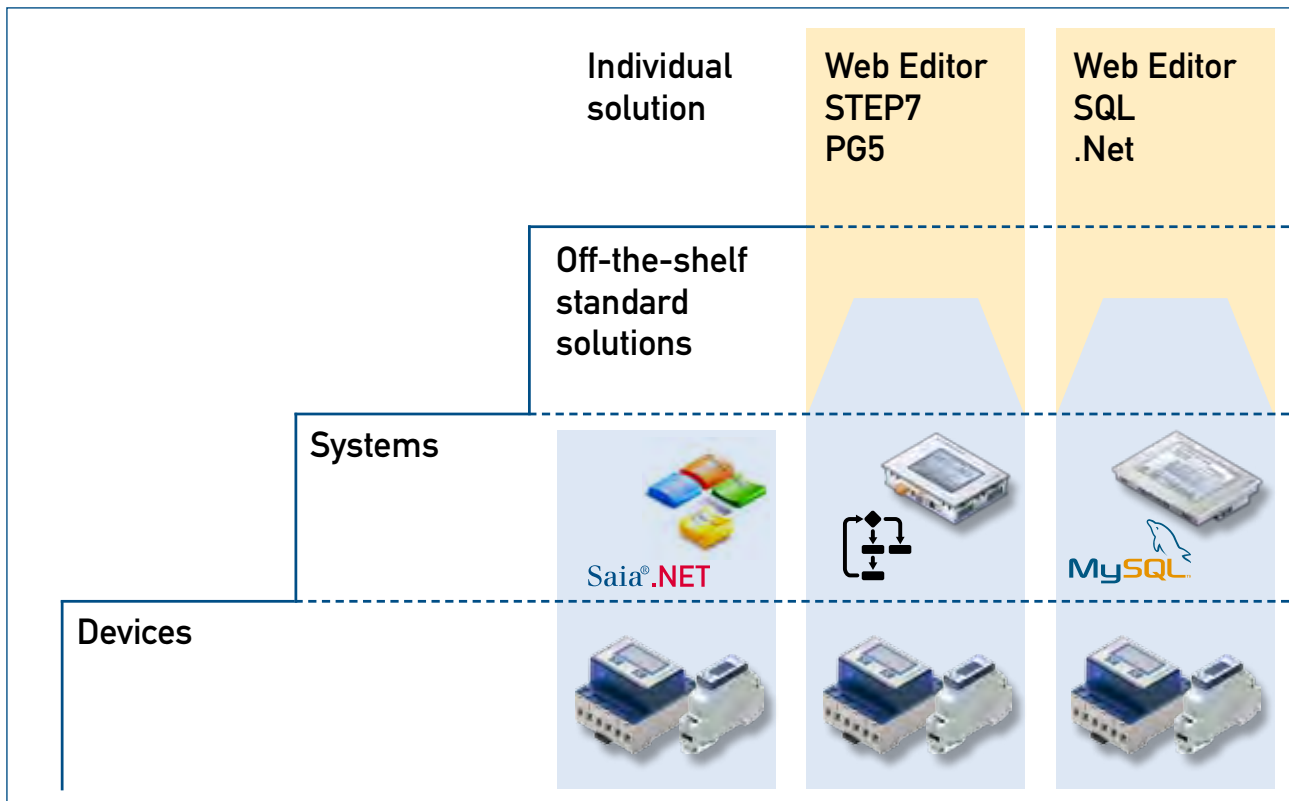 Individual
solution
Web Editor
STEP7
PG5
Web Editor
SQL
.Net
Off-the-shelf
standard
solutions
Systems
Saia®.NET
MySQL
Devices